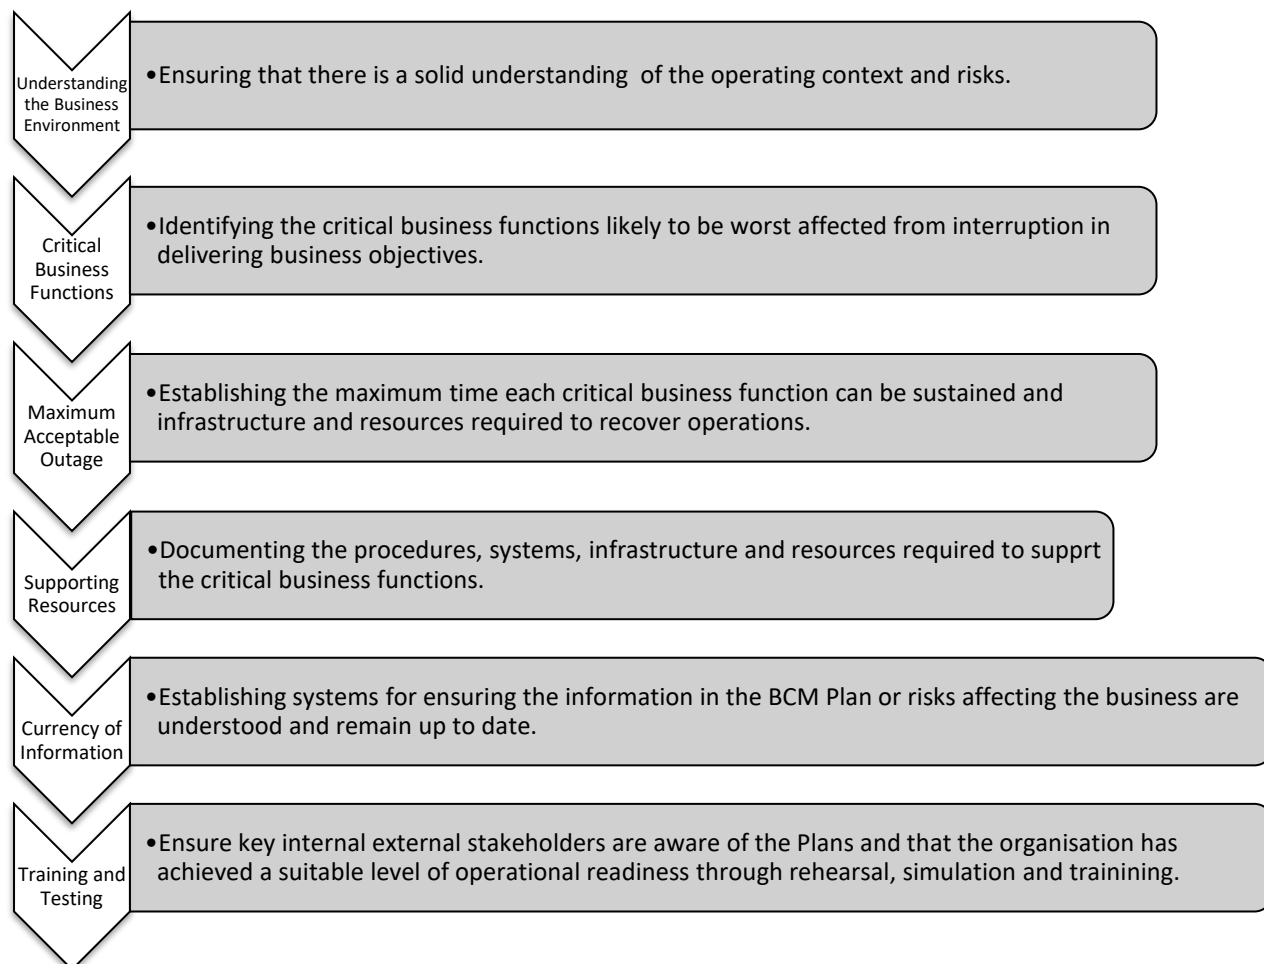 Understanding
the Business
Environment
•Ensuring that there is a solid understanding  of the operating context and risks.
Critical
Business
Functions
•Identifying the critical business functions likely to be worst affected from interruption in
delivering business objectives.
Maximum
Acceptable
Outage
•Establishing the maximum time each critical business function can be sustained and
infrastructure and resources required to recover operations.
Supporting
Resources
•Documenting the procedures, systems, infrastructure and resources required to supprt
the critical business functions.
Currency of
Information
•Establishing systems for ensuring the information in the BCM Plan or risks affecting the business are
understood and remain up to date.
Training and
Testing
•Ensure key internal external stakeholders are aware of the Plans and that the organisation has
achieved a suitable level of operational readiness through rehearsal, simulation and trainining.